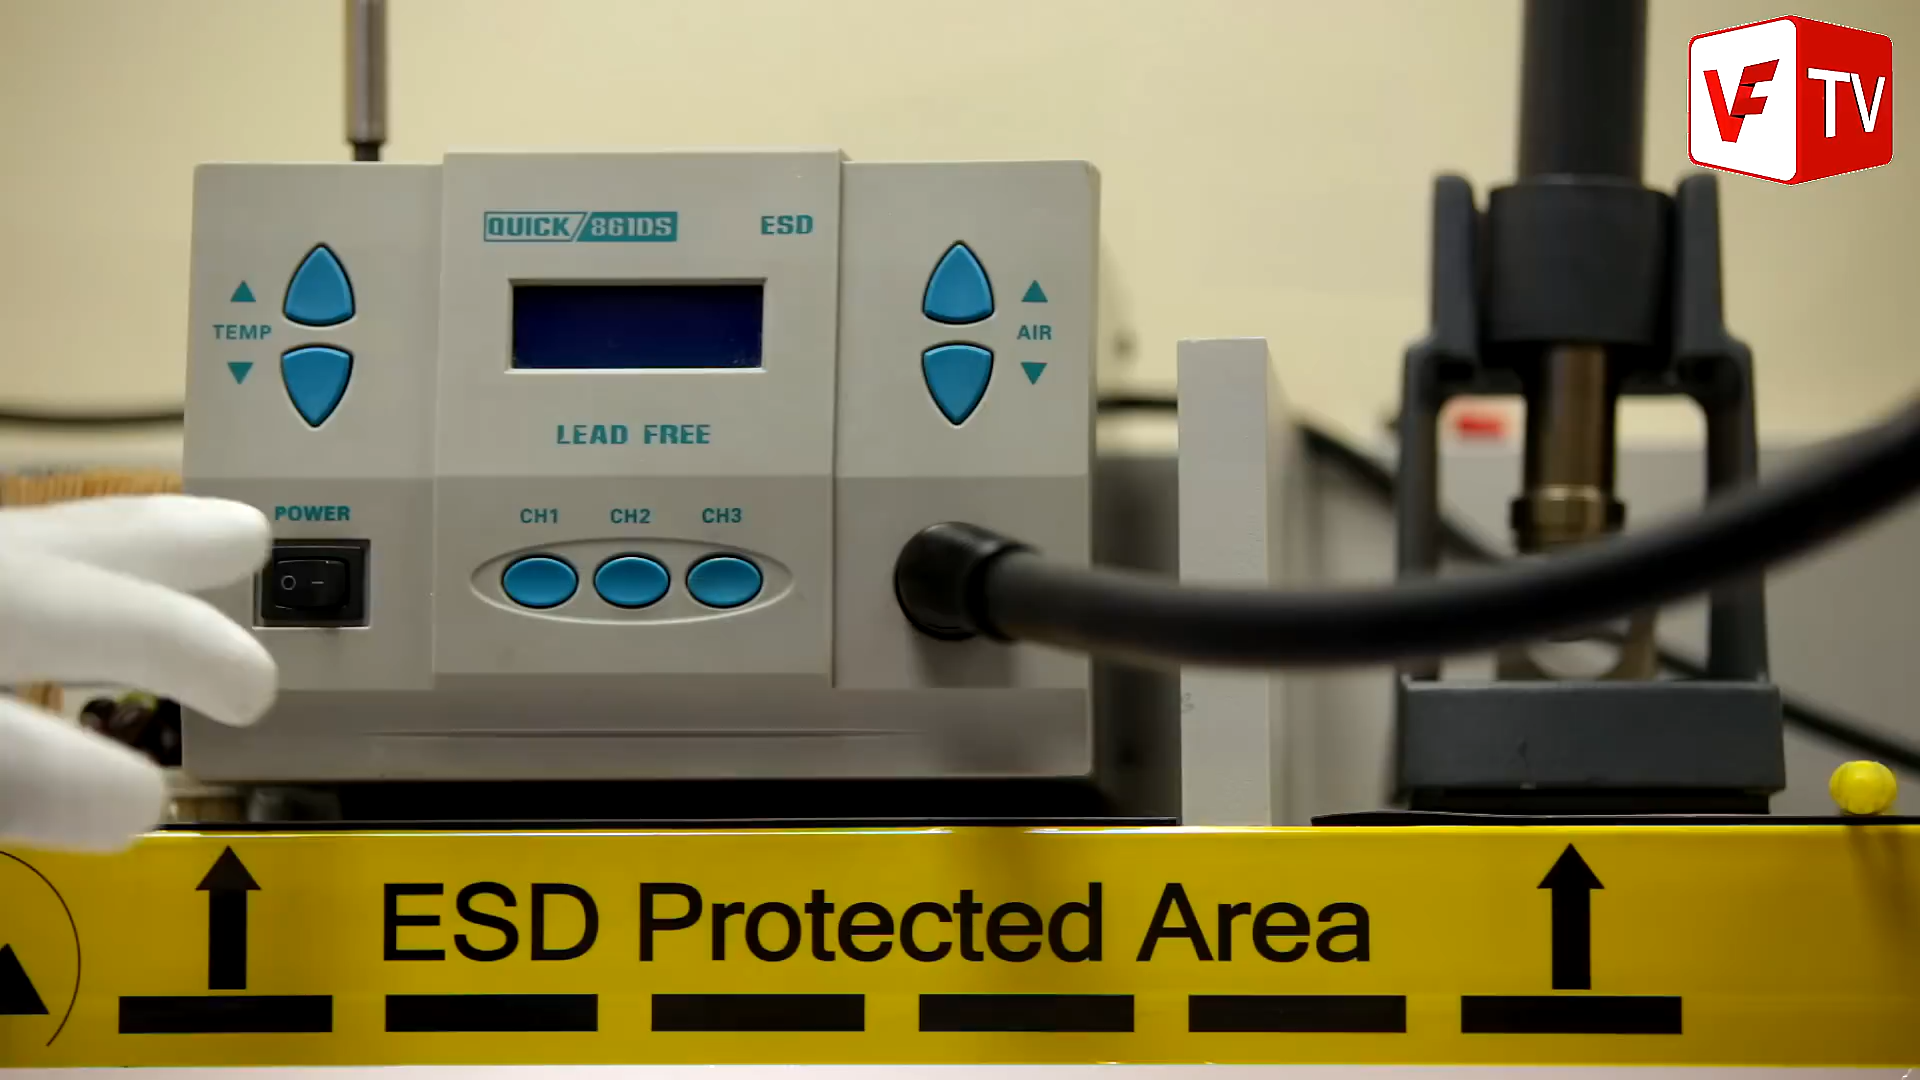 VF TV
QUICK 861DS ESD
TEMP
AIR
LEAD FREE
POWER
CH1 CH2 CH3
ESD Protected Area